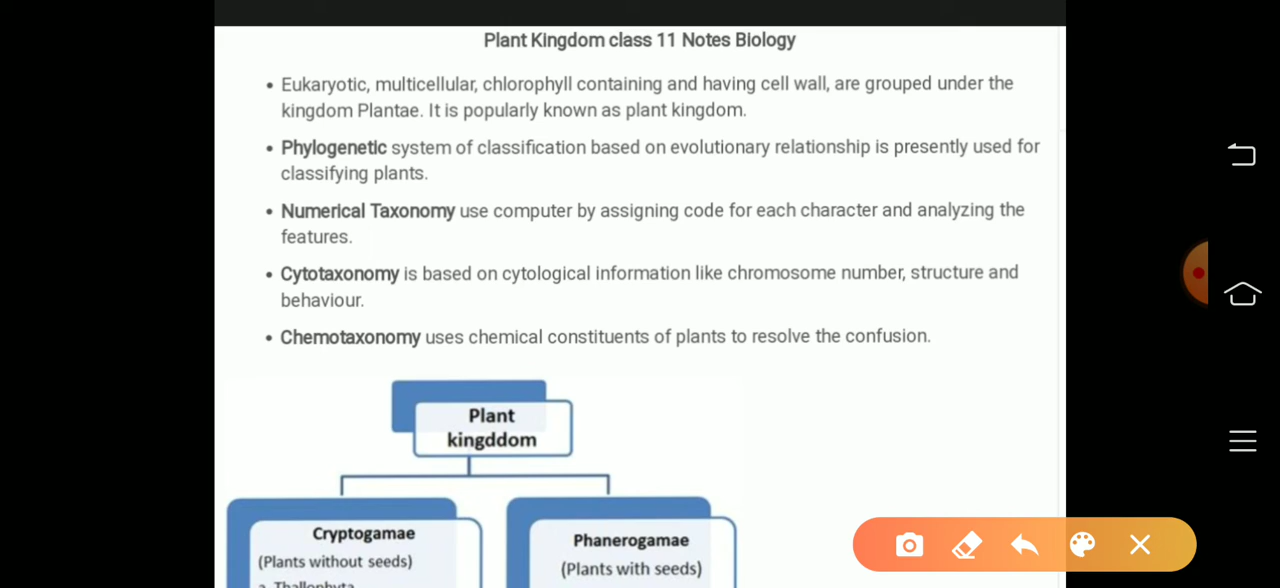 Plant Kingdom class 11 Notes Biology
• Eukaryotic, multicellular, chlorophyll containing and having cell wall, are grouped under the
kingdom Plantae. It is popularly known as plant kingdom.
• Phylogenetic system of classification based on evolutionary relationship is presently used for
classifying plants.
• Numerical Taxonomy use computer by assigning code for each character and analyzing the
features.
• Cytotaxonomy is based on cytological information like chromosome number, structure and
behaviour.
• Chemotaxonomy uses chemical constituents of plants to resolve the confusion.
Plant
kingddom
Cryptogamae
(Plants without seeds)
Phanerogamae
(Plants with seeds)